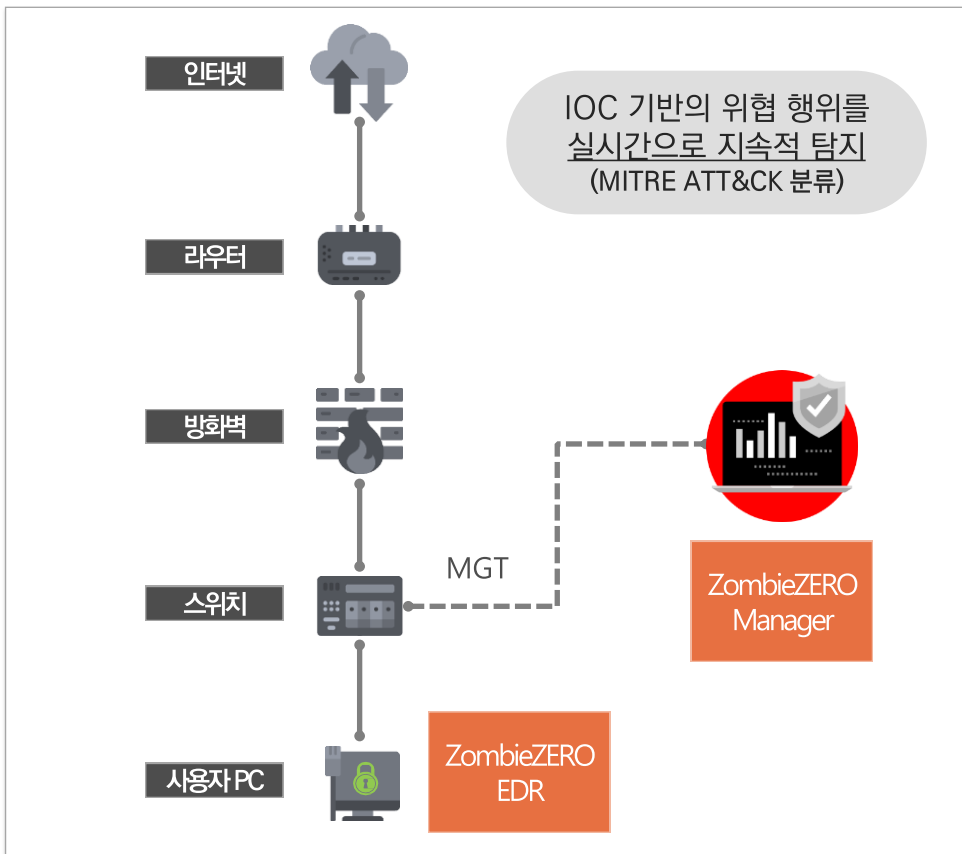 인터넷
IOC 기반의 위협 행위를
실시간으로 지속적 탐지
(MITRE ATT&CK 분류)
라우터
방화벽
MGT
스위치
ZombieZERO
Manager
사용자 PC
ZombieZERO
EDR